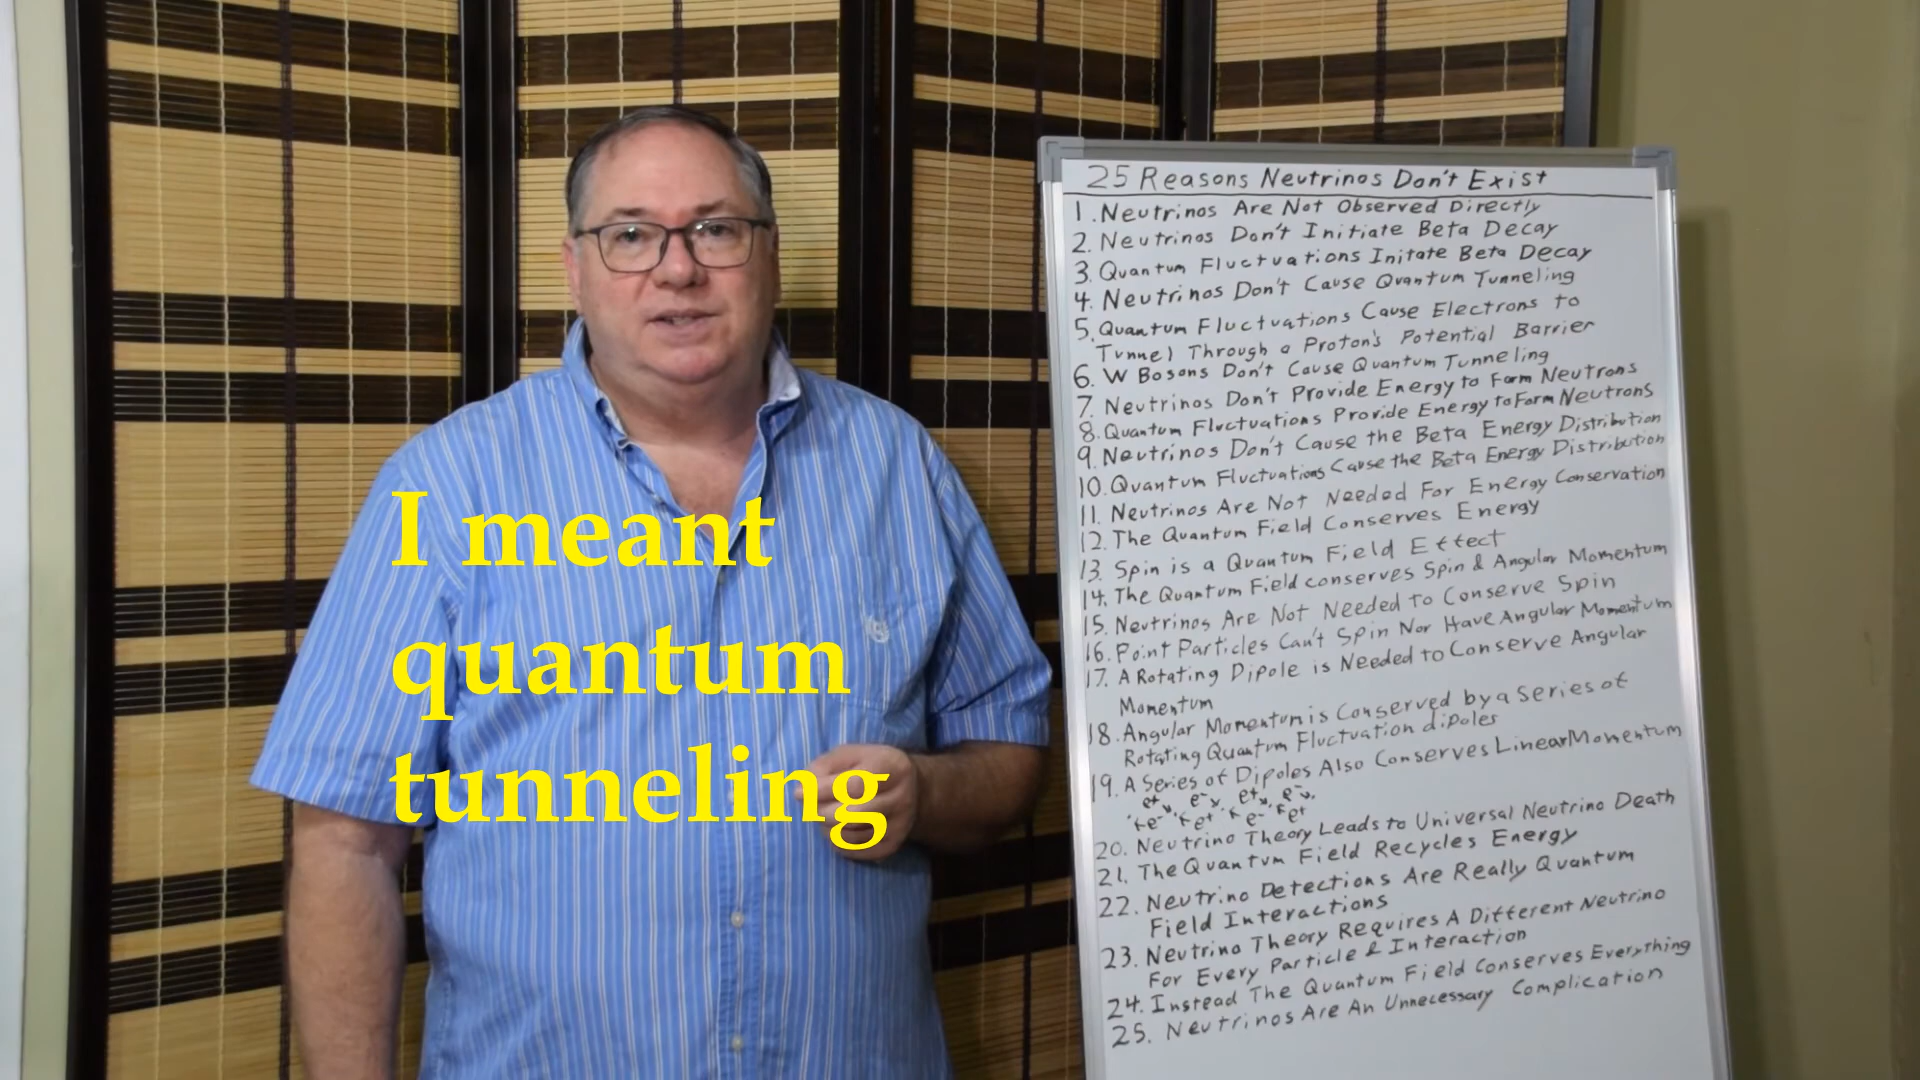 I meant
quantum
tunneling
25 Reasons Neutrinos Don't Exist
1. Neutrinos Are Not Observed Directly
2. Neutrinos Don't Initiate Beta Decay
3. Quantum Fluctuations Initate Beta Decay
4. Neutrinos Don't Cause Quantum Tunneling
5. Quantum Fluctuations Cause Electrons to
Tunnel Through a Proton's Potential Barrier
6. W Bosons Don't Cause Quantum Tunneling
7. Neutrinos Don't Provide Energy to Form Neutrons
8. Quantum Fluctuations Provide Energy to Form Neutrons
9. Neutrinos Don't Cause the Beta Energy Distribution
10. Quantum Fluctuations Cause the Beta Energy Distribution
11. Neutrinos Are Not Needed For Energy Conservation
12. The Quantum Field Conserves Energy
13. Spin is a Quantum Field Effect
14. The Quantum Field conserves Spin & Angular Momentum
15. Neutrinos Are Not Needed to Conserve Spin
16. Point Particles Can't Spin Nor Have Angular Momentum
17. A Rotating Dipole is Needed to Conserve Angular
Momentum
18. Angular Momentum is Conserved by a Series of
Rotating Quantum Fluctuation dipoles
19. A Series of Dipoles Also Conserves Linear Momentum
e+ e- e+ e-
e- e+ e- e+
20. Neutrino Theory Leads to Universal Neutrino Death
21. The Quantum Field Recycles Energy
22. Neutrino Detections Are Really Quantum
Field Interactions
23. Neutrino Theory Requires A Different Neutrino
For Every Particle & Interaction
24. Instead The Quantum Field Conserves Everything
25. Neutrinos Are An Unnecessary Complication